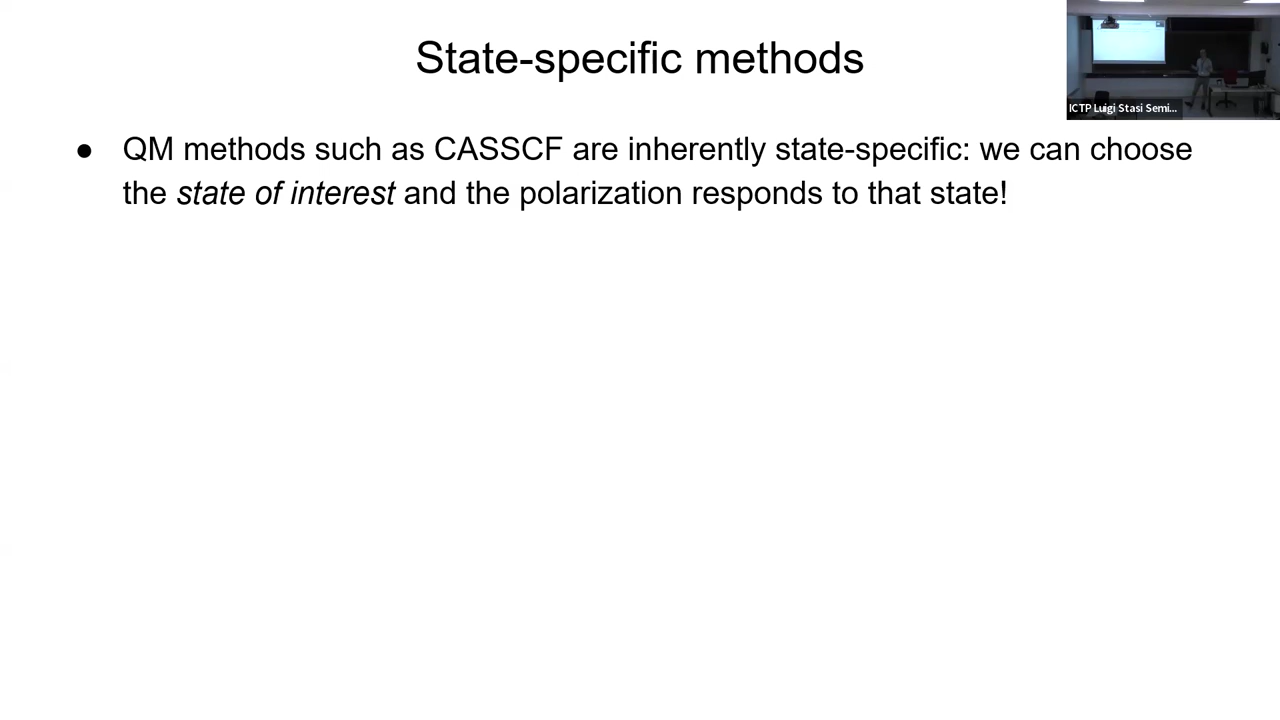 State-specific methods
ICTP Luigi Stasi Semi...
● QM methods such as CASSCF are inherently state-specific: we can choose
the state of interest and the polarization responds to that state!